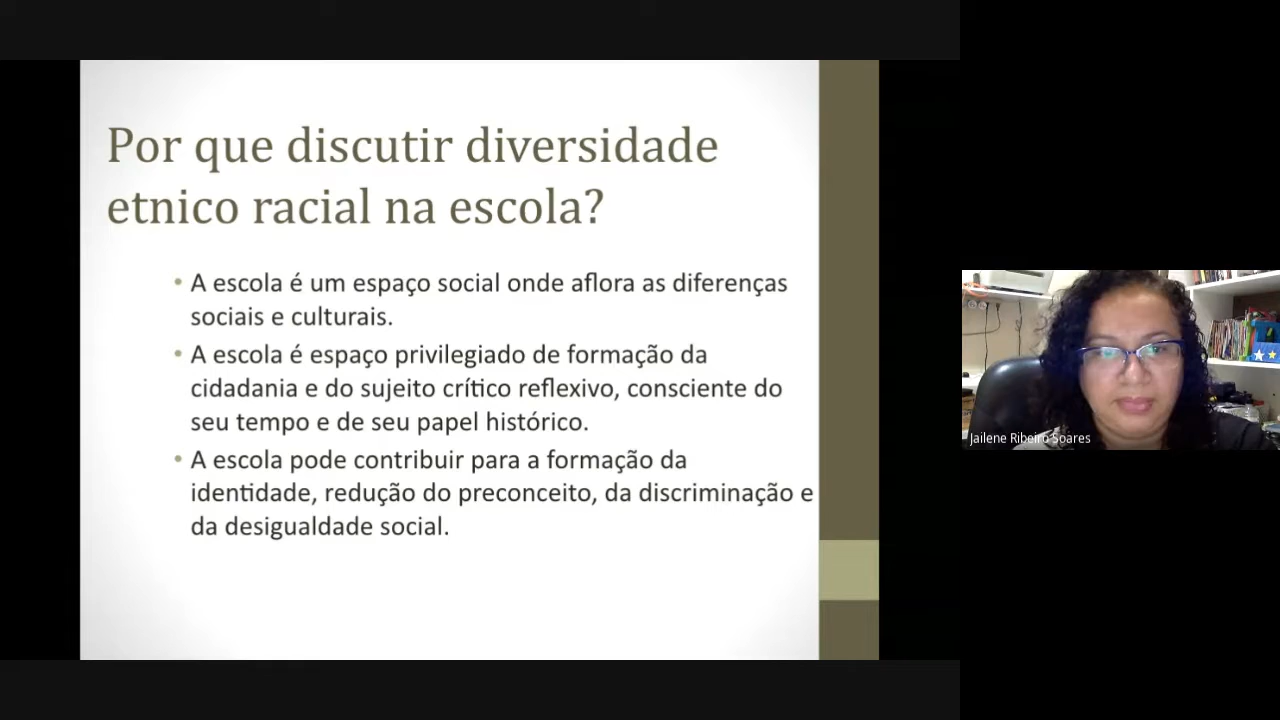 Por que discutir diversidade
etnico racial na escola?
• A escola é um espaço social onde aflora as diferenças
sociais e culturais.
• A escola é espaço privilegiado de formação da
cidadania e do sujeito crítico reflexivo, consciente do
seu tempo e de seu papel histórico.
• A escola pode contribuir para a formação da
identidade, redução do preconceito, da discriminação e
da desigualdade social.
Jailene Ribeiro Soares